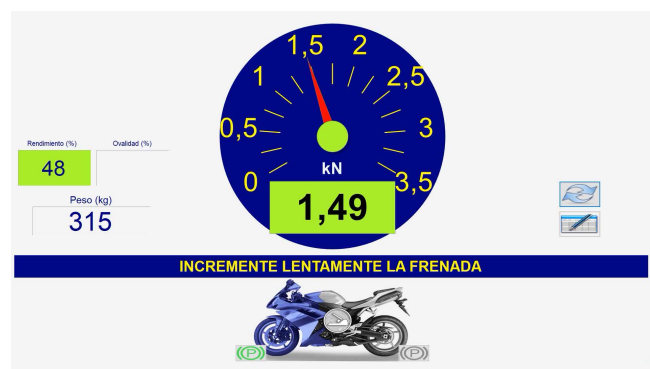 Rendimiento (%)
Ovalidad (%)
48
Peso (kg)
315
0
0,5
1
1,5
2
2,5
3
3,5
kN
1,49
INCREMENTE LENTAMENTE LA FRENADA
(P)
(P)